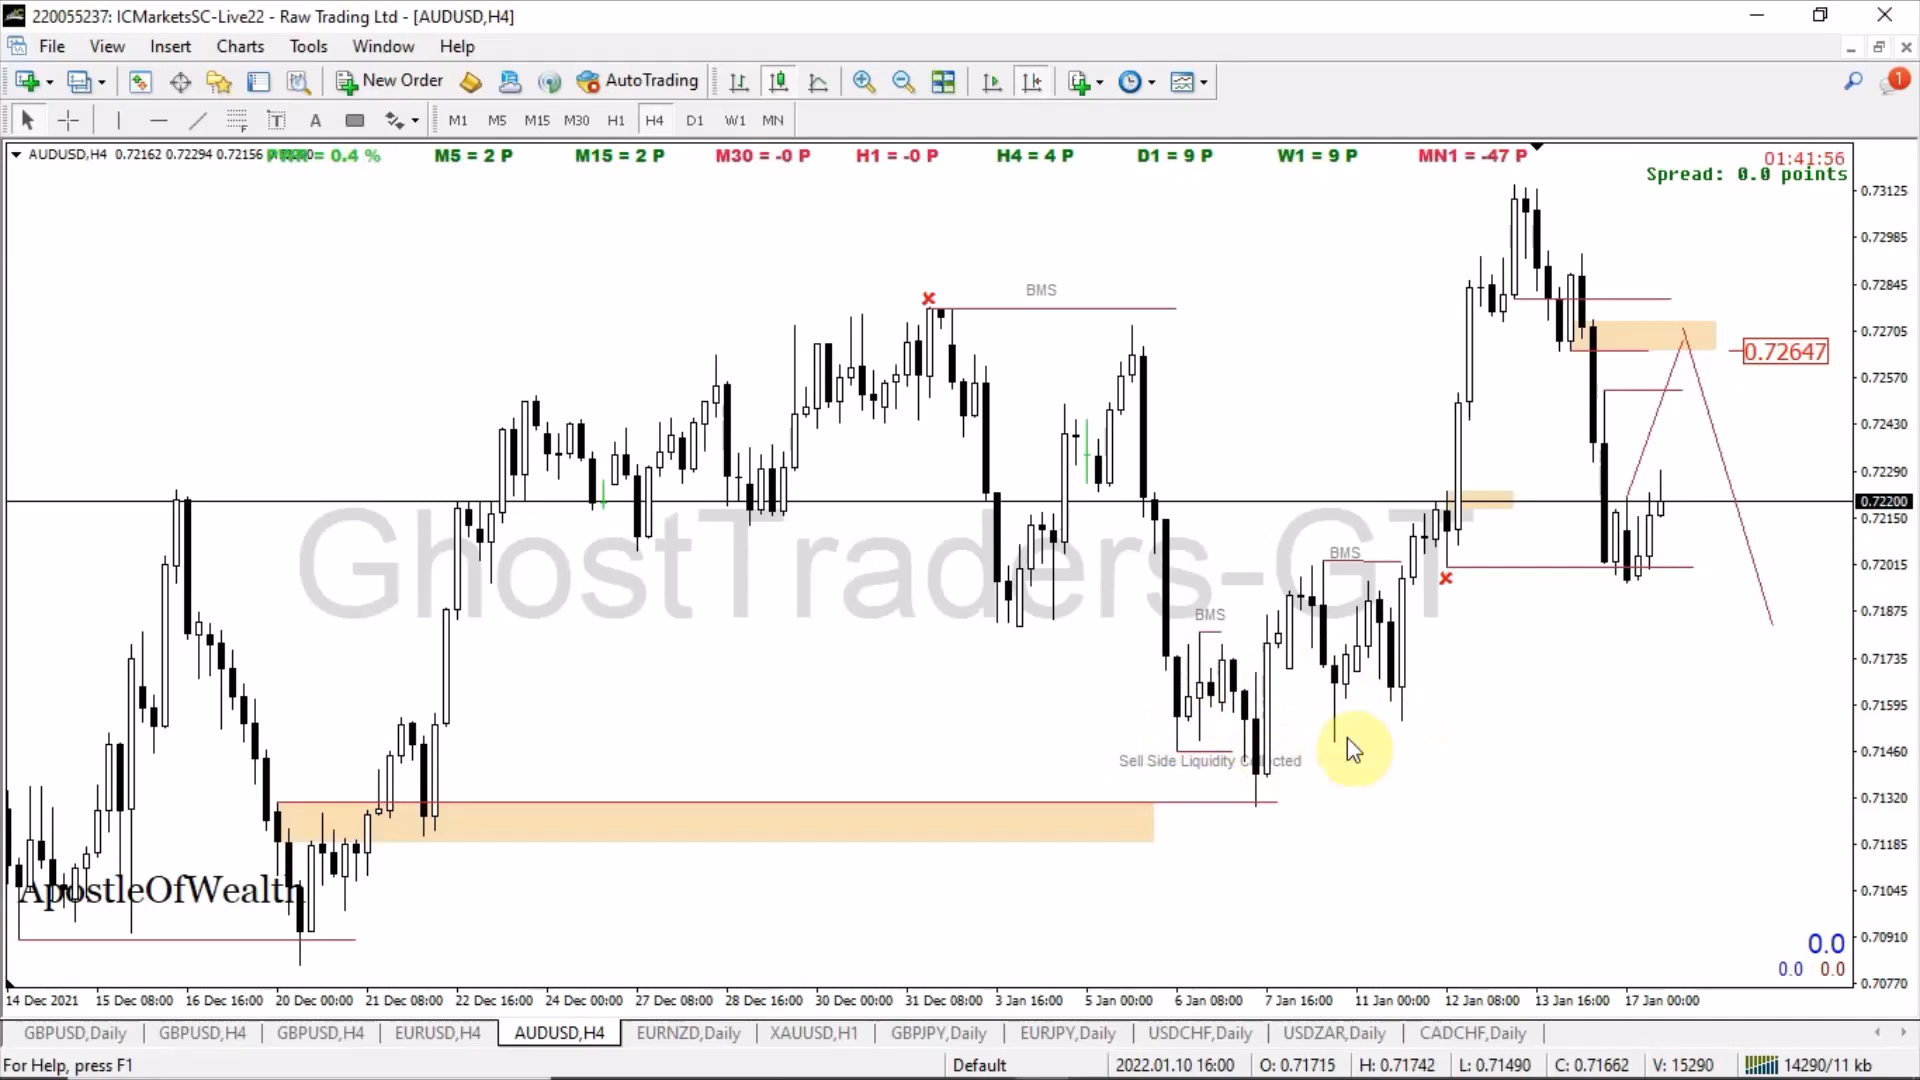 220055237: ICMarketsSC-Live22 - Raw Trading Ltd - [AUDUSD,H4]
File View Insert Charts Tools Window Help
New Order AutoTrading 1
A T F M1 M5 M15 M30 H1 H4 D1 W1 MN
AUDUSD,H4 0.72162 0.72294 0.72156 = 0.4 % M5 = 2 P M15 = 2 P M30 = -0 P H1 = -0 P H4 = 4 P D1 = 9 P W1 = 9 P MN1 = -47 P 01:41:56
Spread: 0.0 points
0.73125
0.72985
BMS
0.72845
0.72705
0.72647
0.72570
0.72430
0.72290
0.72200
0.72150
GhostTraders-GT
BMS
0.72015
BMS
0.71875
0.71735
0.71595
0.71460
Sell Side Liquidity Collected
0.71320
0.71185
ApostleOfWealth
0.71045
0.70910
0.0
0.0 0.0
0.70770
14 Dec 2021 15 Dec 08:00 16 Dec 16:00 20 Dec 00:00 21 Dec 08:00 22 Dec 16:00 24 Dec 00:00 27 Dec 08:00 28 Dec 16:00 30 Dec 00:00 31 Dec 08:00 3 Jan 16:00 5 Jan 00:00 6 Jan 08:00 7 Jan 16:00 11 Jan 00:00 12 Jan 08:00 13 Jan 16:00 17 Jan 00:00
GBPUSD,Daily GBPUSD,H4 GBPUSD,H4 EURUSD,H4 AUDUSD,H4 EURNZD,Daily XAUUSD,H1 GBPJPY,Daily EURJPY,Daily USDCHF,Daily USDZAR,Daily CADCHF,Daily
For Help, press F1 Default 2022.01.10 16:00 O: 0.71715 H: 0.71742 L: 0.71490 C: 0.71662 V: 15290 14290/11 kb